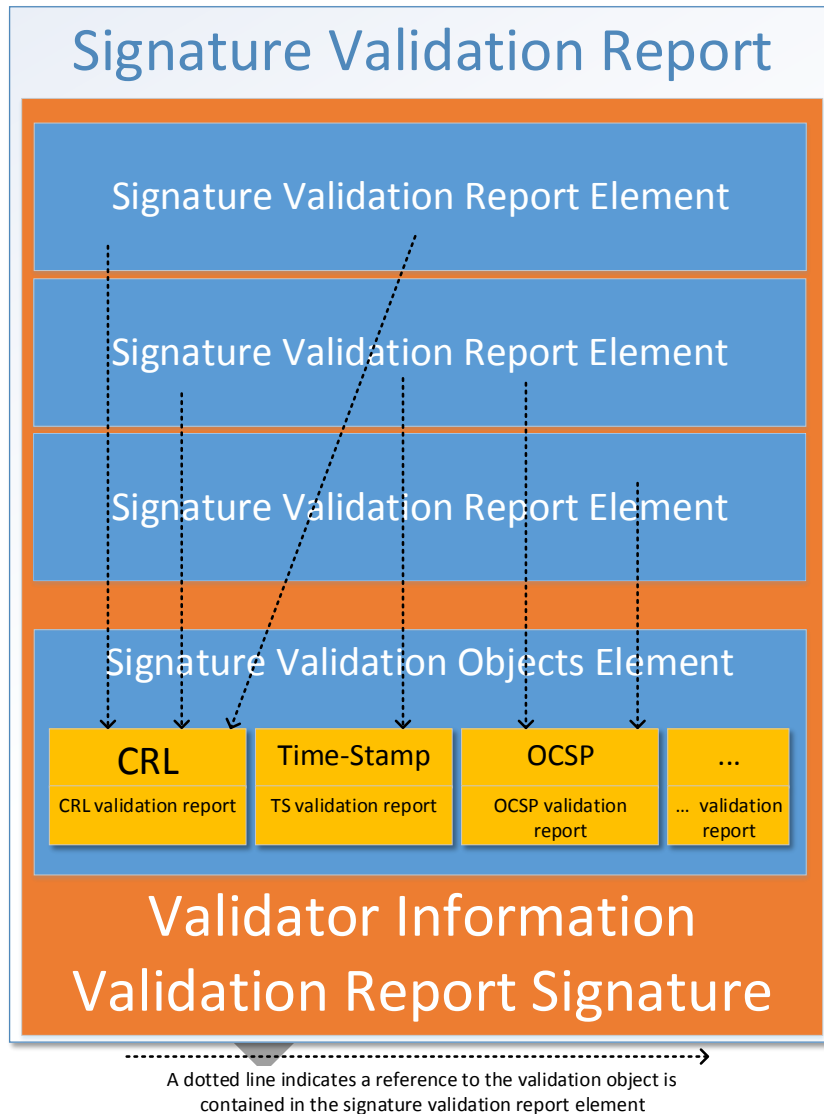 Signature Validation Report
Signature Validation Report Element
Signature Validation Report Element
Signature Validation Report Element
Signature Validation Objects Element
CRL
CRL validation report
Time-Stamp
TS validation report
OCSP
OCSP validation
report
...
... validation
report
Validator Information
Validation Report Signature
A dotted line indicates a reference to the validation object is
contained in the signature validation report element